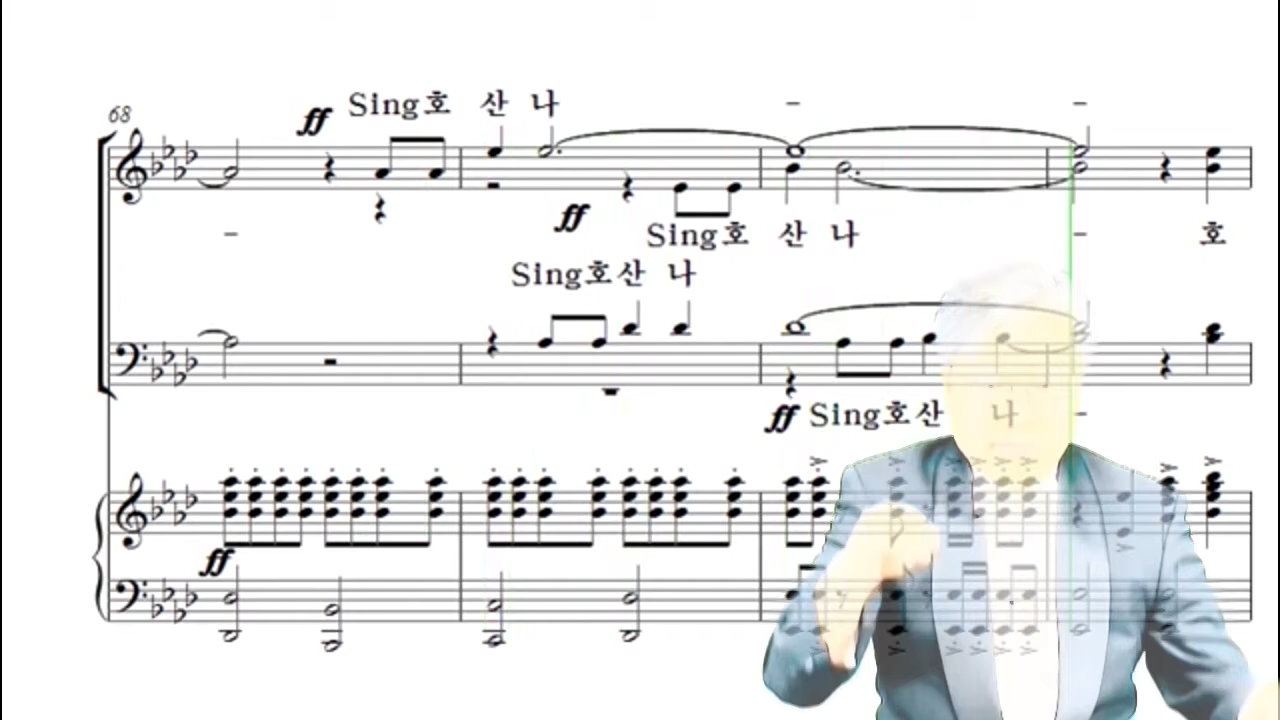 Sing호 산 나 - -
68
ff
ff
- Sing호 산 나 - 호
Sing호산 나
ff Sing호산 나 -
ff